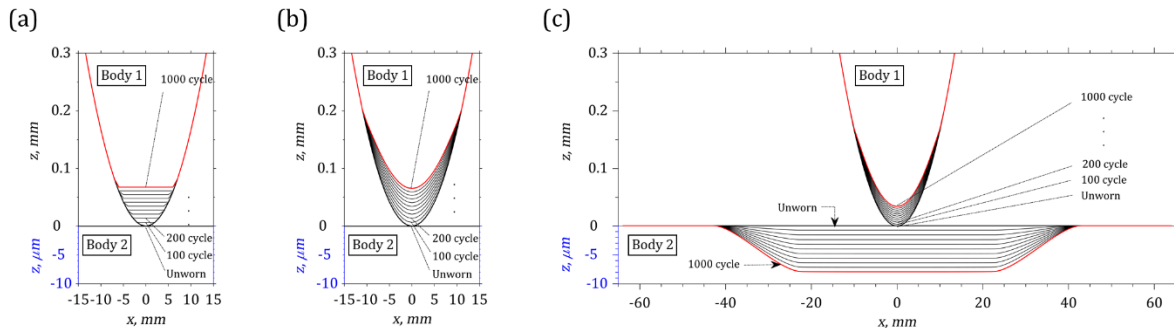 (a)
0.3
0.2
0.1
0
-5
-10
z, mm
z, μm
Body 1
1000 cycle
Body 2
200 cycle
100 cycle
Unworn
-15 -10 -5 0 5 10 15
x, mm
(b)
0.3
0.2
0.1
0
-5
-10
z, mm
z, μm
Body 1
1000 cycle
Body 2
200 cycle
100 cycle
Unworn
-15 -10 -5 0 5 10 15
x, mm
(c)
0.3
0.2
0.1
0
-5
-10
z, mm
z, μm
Body 1
1000 cycle
200 cycle
100 cycle
Unworn
Unworn
Body 2
1000 cycle
-60 -40 -20 0 20 40 60
x, mm